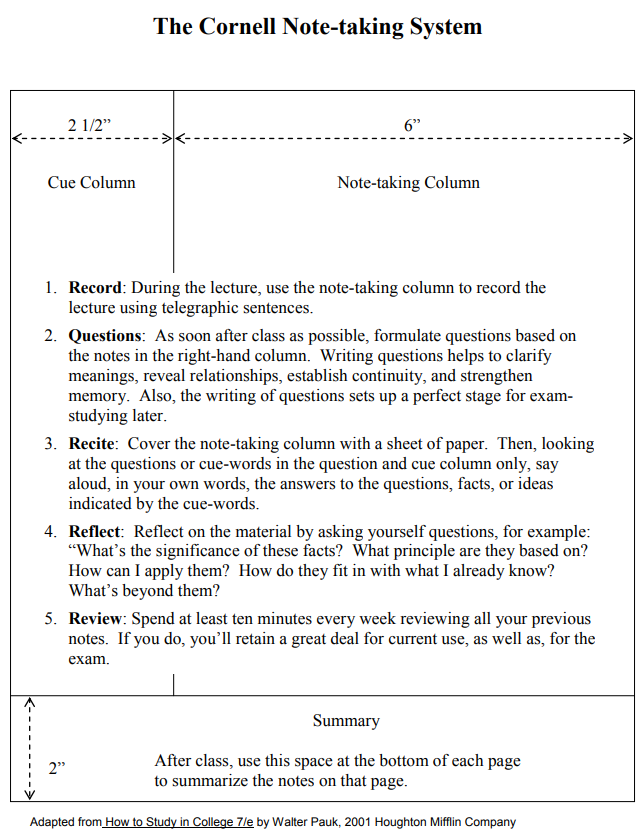 The Cornell Note-taking System
2 1/2”
6”
Cue Column
Note-taking Column
1. Record: During the lecture, use the note-taking column to record the
lecture using telegraphic sentences.
2. Questions:  As soon after class as possible, formulate questions based on
the notes in the right-hand column.  Writing questions helps to clarify
meanings, reveal relationships, establish continuity, and strengthen
memory.  Also, the writing of questions sets up a perfect stage for exam-
studying later.
3. Recite:  Cover the note-taking column with a sheet of paper.  Then, looking
at the questions or cue-words in the question and cue column only, say
aloud, in your own words, the answers to the questions, facts, or ideas
indicated by the cue-words.
4. Reflect:  Reflect on the material by asking yourself questions, for example:
“What’s the significance of these facts?  What principle are they based on?
How can I apply them?  How do they fit in with what I already know?
What’s beyond them?
5. Review: Spend at least ten minutes every week reviewing all your previous
notes.  If you do, you’ll retain a great deal for current use, as well as, for the
exam.
Summary
2”
After class, use this space at the bottom of each page
to summarize the notes on that page.
Adapted from How to Study in College 7/e by Walter Pauk, 2001 Houghton Mifflin Company